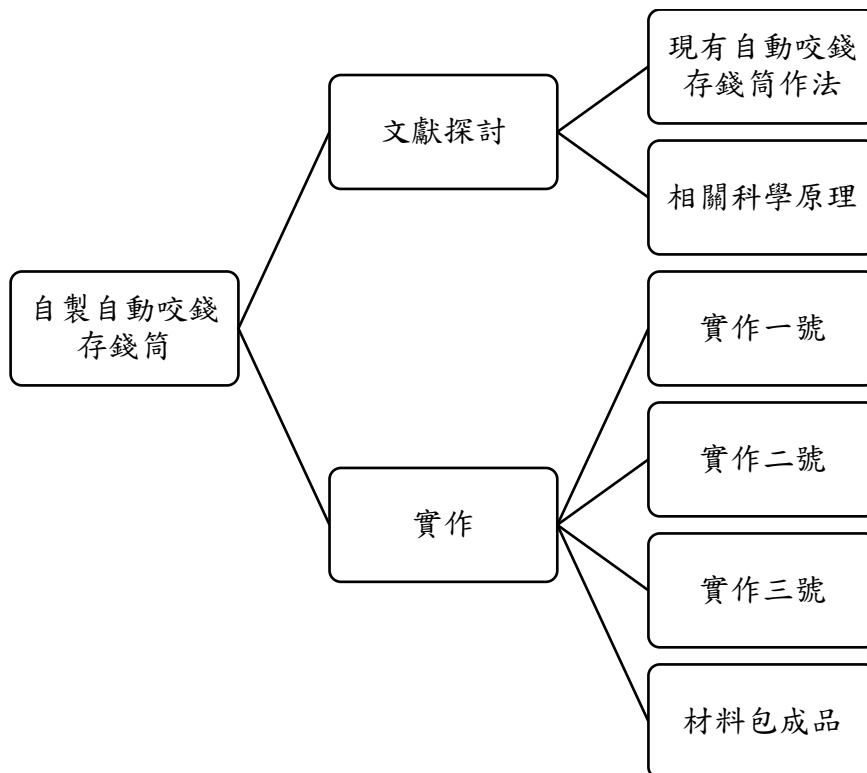 自製自動咬錢
存錢筒
文獻探討
現有自動咬錢
存錢筒作法
相關科學原理
實作
實作一號
實作二號
實作三號
材料包成品